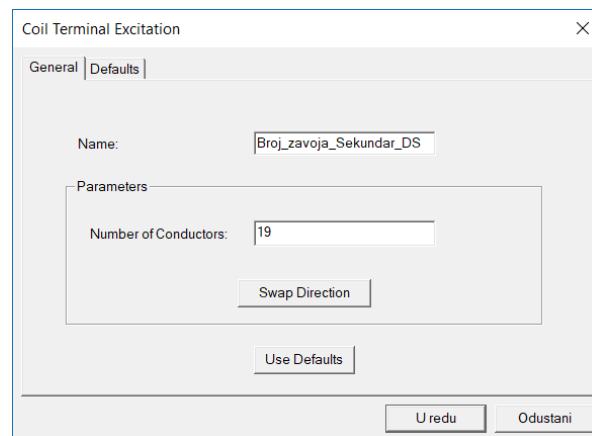 Coil Terminal Excitation
General Defaults
Name: Broj_zavoja_Sekundar_DS
Parameters
Number of Conductors: 19
Swap Direction
Use Defaults
U redu Odustani